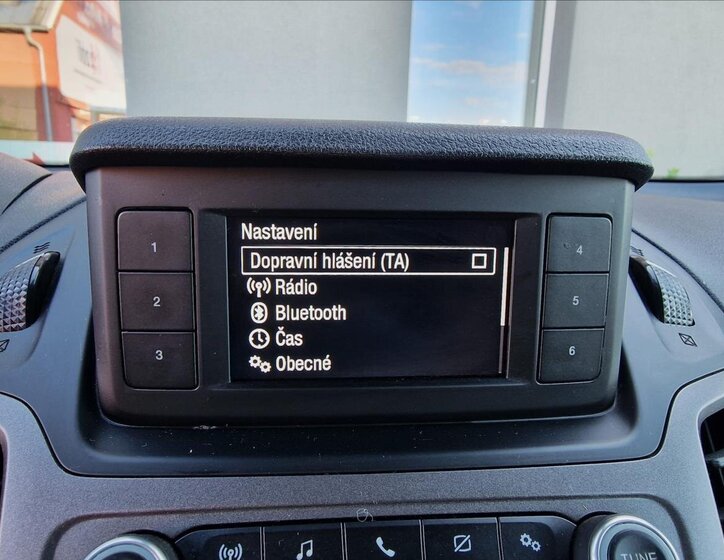 Nastavení
Dopravní hlášení (TA)
Rádio
Bluetooth
Čas
Obecné
1
2
3
4
5
6
TUNE